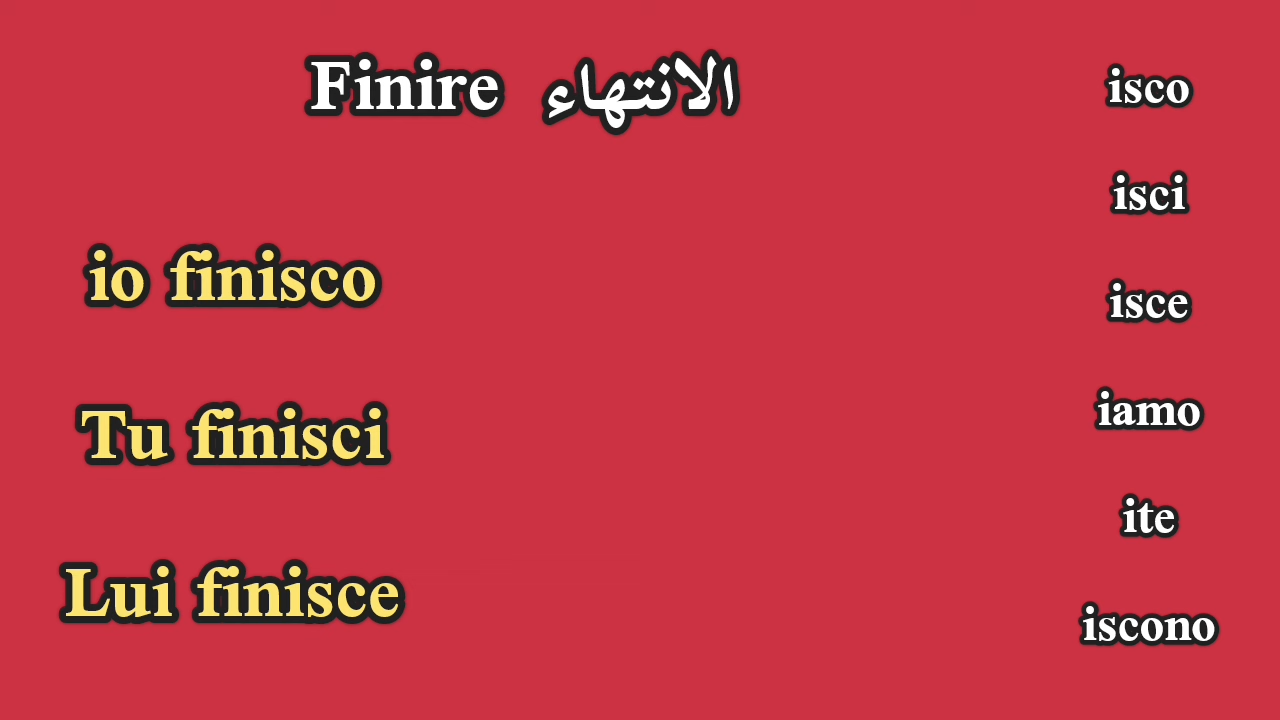 Finire الانتهاء
io finisco
Tu finisci
Lui finisce
isco
isci
isce
iamo
ite
iscono